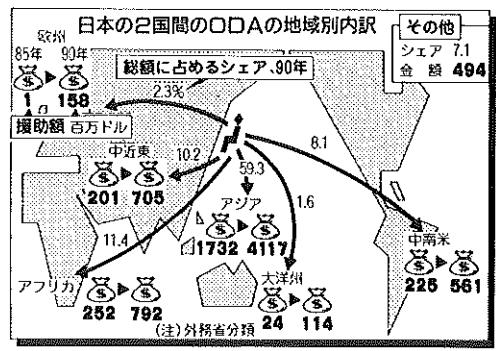 日本の2国間のODAの地域別内訳
その他
シェア 7.1
金額 494
欧州
85年 90年
1 158
総額に占めるシェア、90年
2.3%
援助額 百万ドル
中近東
10.2
201 705
59.3
アジア
1732 4117
8.1
中南米
225 561
1.6
大洋州
24 114
11.4
アフリカ
252 792
(注)外務省分類